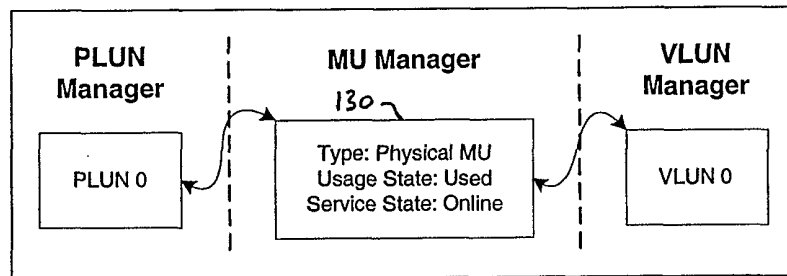 PLUN
Manager
MU Manager
VLUN
Manager
130
PLUN 0
Type: Physical MU
Usage State: Used
Service State: Online
VLUN 0